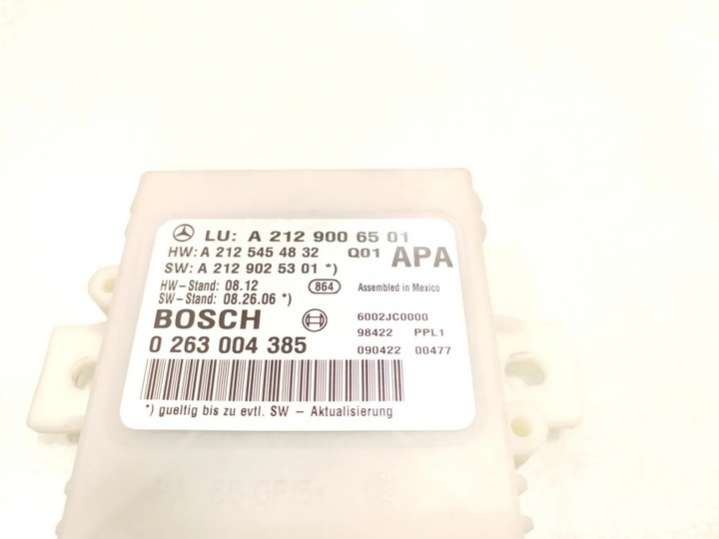 LU: A 212 900 65 01
HW: A 212 545 48 32 Q01 APA
SW: A 212 902 53 01 *)
HW-Stand: 08.12 864 Assembled in Mexico
SW-Stand: 08.26.06 *)
BOSCH 6002JC0000
98422 PPL1
0 263 004 385 090422 00477
*) gueltig bis zu evtl. SW - Aktualisierung